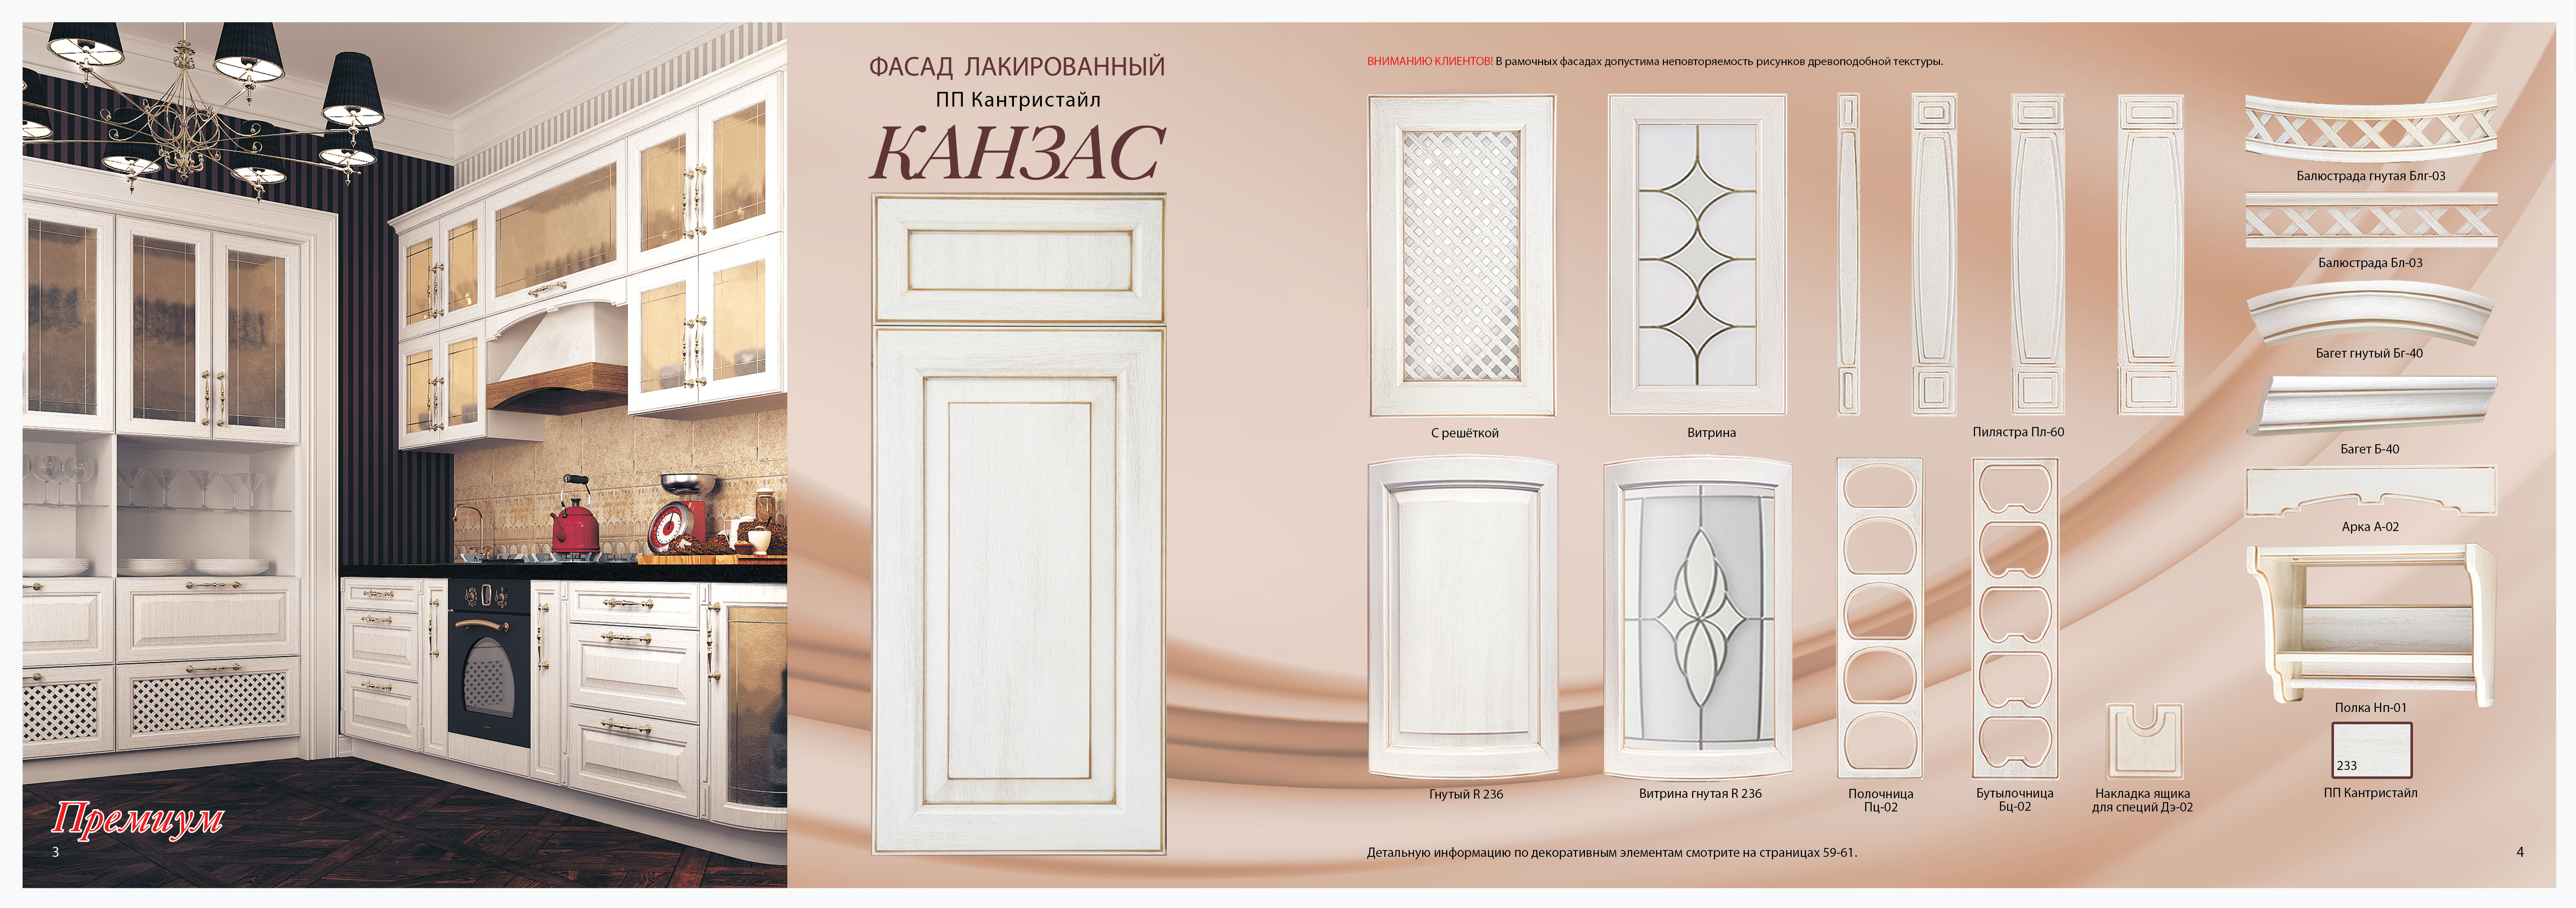 Премиум
3
ФАСАД ЛАКИРОВАННЫЙ
ПП Кантристайл
КАНЗАС
ВНИМАНИЮ КЛИЕНТОВ! В рамочных фасадах допустима неповторяемость рисунков древоподобной текстуры.
С решёткой
Витрина
Пилястра Пл-60
Гнутый R 236
Витрина гнутая R 236
Полочница
Пц-02
Бутылочница
Бц-02
Накладка ящика
для специй Дэ-02
Балюстрада гнутая Блг-03
Балюстрада Бл-03
Багет гнутый Бг-40
Багет Б-40
Арка А-02
Полка Нп-01
233
ПП Кантристайл
Детальную информацию по декоративным элементам смотрите на страницах 59-61.
4